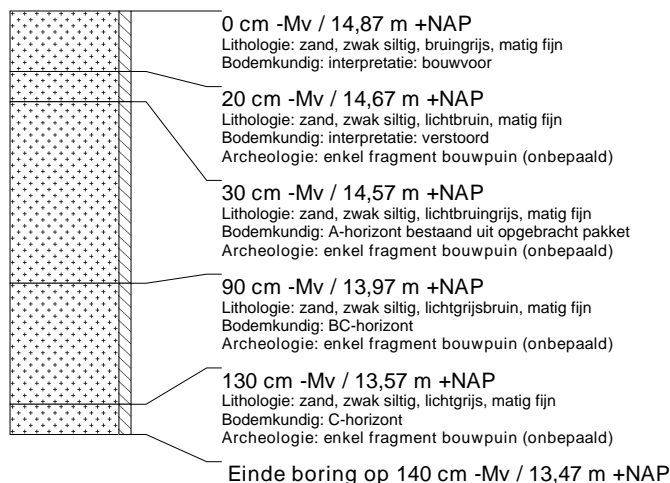 0 cm -Mv / 14,87 m +NAP
Lithologie: zand, zwak siltig, bruingrijs, matig fijn
Bodemkundig: interpretatie: bouwvoor
20 cm -Mv / 14,67 m +NAP
Lithologie: zand, zwak siltig, lichtbruin, matig fijn
Bodemkundig: interpretatie: verstoord
Archeologie: enkel fragment bouwpuin (onbepaald)
30 cm -Mv / 14,57 m +NAP
Lithologie: zand, zwak siltig, lichtbruingrijs, matig fijn
Bodemkundig: A-horizont bestaand uit opgebracht pakket
Archeologie: enkel fragment bouwpuin (onbepaald)
90 cm -Mv / 13,97 m +NAP
Lithologie: zand, zwak siltig, lichtgrijsbruin, matig fijn
Bodemkundig: BC-horizont
Archeologie: enkel fragment bouwpuin (onbepaald)
130 cm -Mv / 13,57 m +NAP
Lithologie: zand, zwak siltig, lichtgrijs, matig fijn
Bodemkundig: C-horizont
Archeologie: enkel fragment bouwpuin (onbepaald)
Einde boring op 140 cm -Mv / 13,47 m +NAP